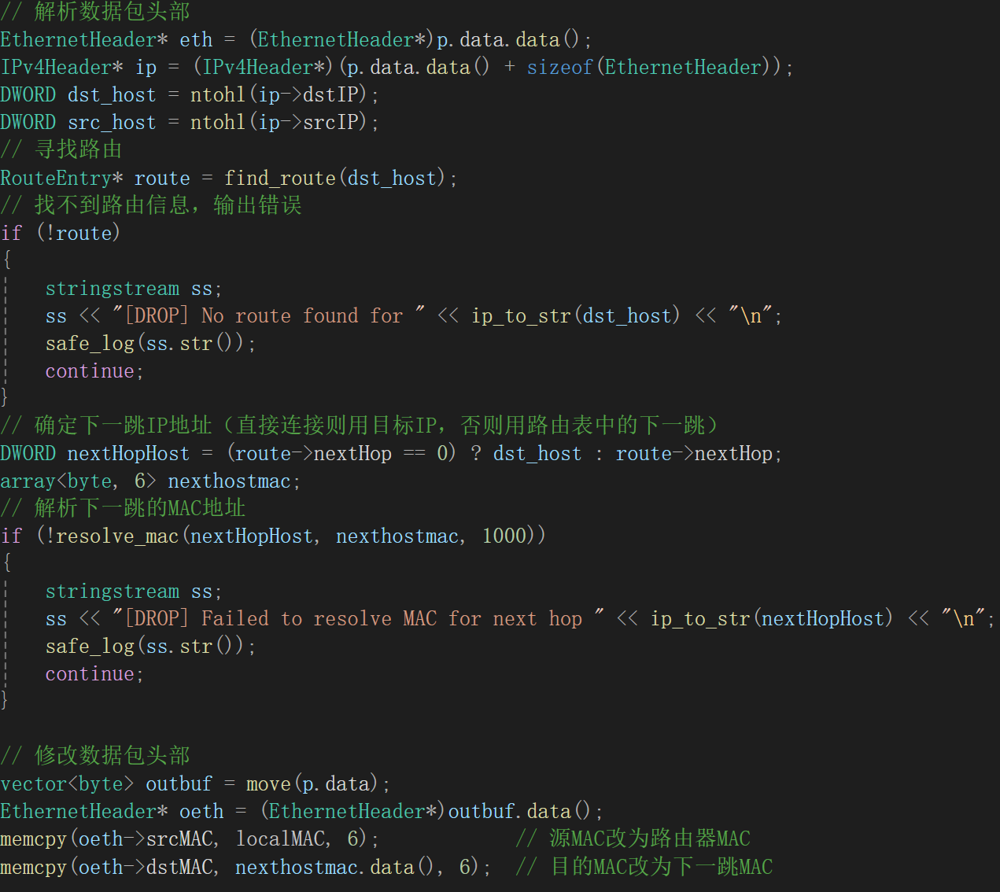 // 解析数据包头部
EthernetHeader* eth = (EthernetHeader*)p.data.data();
IPv4Header* ip = (IPv4Header*)(p.data.data() + sizeof(EthernetHeader));
DWORD dst_host = ntohl(ip->dstIP);
DWORD src_host = ntohl(ip->srcIP);
// 寻找路由
RouteEntry* route = find_route(dst_host);
// 找不到路由信息，输出错误
if (!route)
{
    stringstream ss;
    ss << "[DROP] No route found for " << ip_to_str(dst_host) << "\n";
    safe_log(ss.str());
    continue;
}
// 确定下一跳IP地址（直接连接则用目标IP，否则用路由表中的下一跳）
DWORD nextHopHost = (route->nextHop == 0) ? dst_host : route->nextHop;
array<byte, 6> nexthostmac;
// 解析下一跳的MAC地址
if (!resolve_mac(nextHopHost, nexthostmac, 1000))
{
    stringstream ss;
    ss << "[DROP] Failed to resolve MAC for next hop " << ip_to_str(nextHopHost) << "\n";
    safe_log(ss.str());
    continue;
}
// 修改数据包头部
vector<byte> outbuf = move(p.data);
EthernetHeader* oeth = (EthernetHeader*)outbuf.data();
memcpy(oeth->srcMAC, localMAC, 6);            // 源MAC改为路由器MAC
memcpy(oeth->dstMAC, nexthostmac.data(), 6);  // 目的MAC改为下一跳MAC